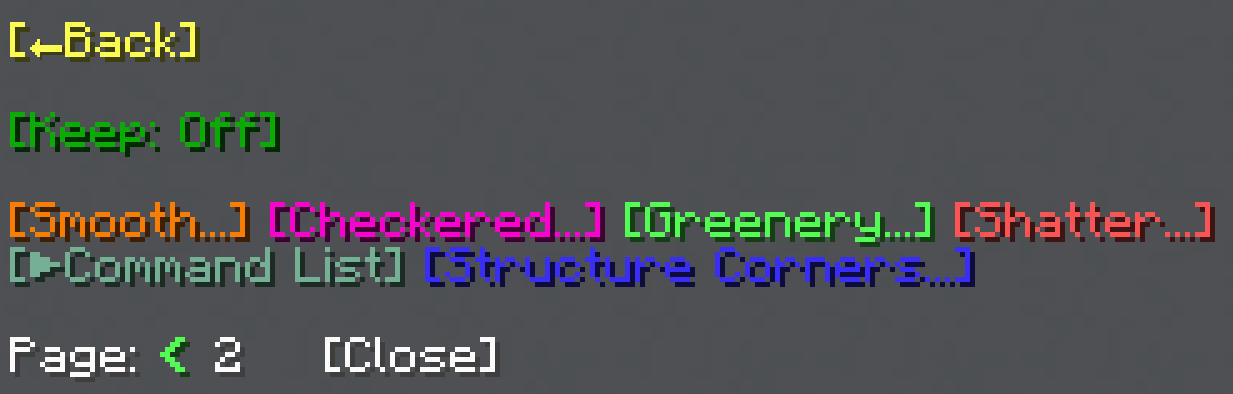 [←Back]
[Keep: Off]
[Smooth...] [Checkered...] [Greenery...] [Shatter...]
[▶Command List] [Structure Corners...]
Page: < 2 [Close]